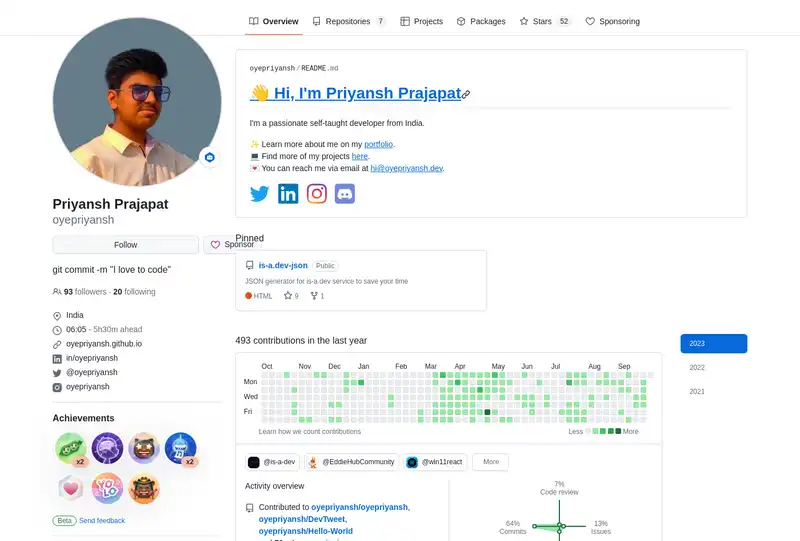 Overview
Repositories 7
Projects
Packages
Stars 52
Sponsoring
Priyansh Prajapat
oyepriyansh
Follow
Sponsor
git commit -m "I love to code"
93 followers · 20 following
India
06:05 - 5h30m ahead
oyepriyansh.github.io
in/oyepriyansh
@oyepriyansh
oyepriyansh
Achievements
x2
x2
YOLO
Beta Send feedback
oyepriyansh/README.md
👋 Hi, I'm Priyansh Prajapat
I'm a passionate self-taught developer from India.
✨ Learn more about me on my portfolio.
💻 Find more of my projects here.
💌 You can reach me via email at hi@oyepriyansh.dev.
Pinned
is-a.dev-json Public
JSON generator for is-a.dev service to save your time
HTML 9 1
493 contributions in the last year
2023
2022
2021
Oct Nov Dec Jan Feb Mar Apr May Jun Jul Aug Sep
Mon
Wed
Fri
Learn how we count contributions
Less More
@is-a-dev
@EddieHubCommunity
@win11react
More
Activity overview
Contributed to oyepriyansh/oyepriyansh,
oyepriyansh/DevTweet,
oyepriyansh/Hello-World
7%
Code review
64%
Commits
13%
Issues